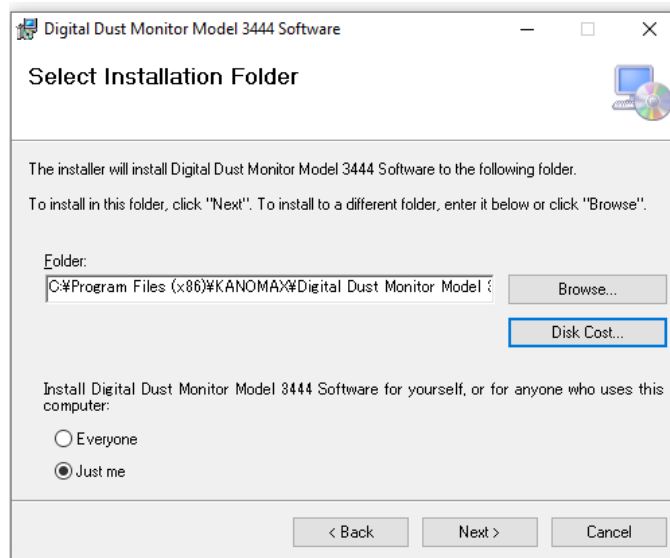 Digital Dust Monitor Model 3444 Software
Select Installation Folder
The installer will install Digital Dust Monitor Model 3444 Software to the following folder.
To install in this folder, click "Next". To install to a different folder, enter it below or click "Browse".
Folder:
C:¥Program Files (x86)¥KANOMAX¥Digital Dust Monitor Model
Browse...
Disk Cost...
Install Digital Dust Monitor Model 3444 Software for yourself, or for anyone who uses this
computer:
Everyone
Just me
< Back
Next >
Cancel